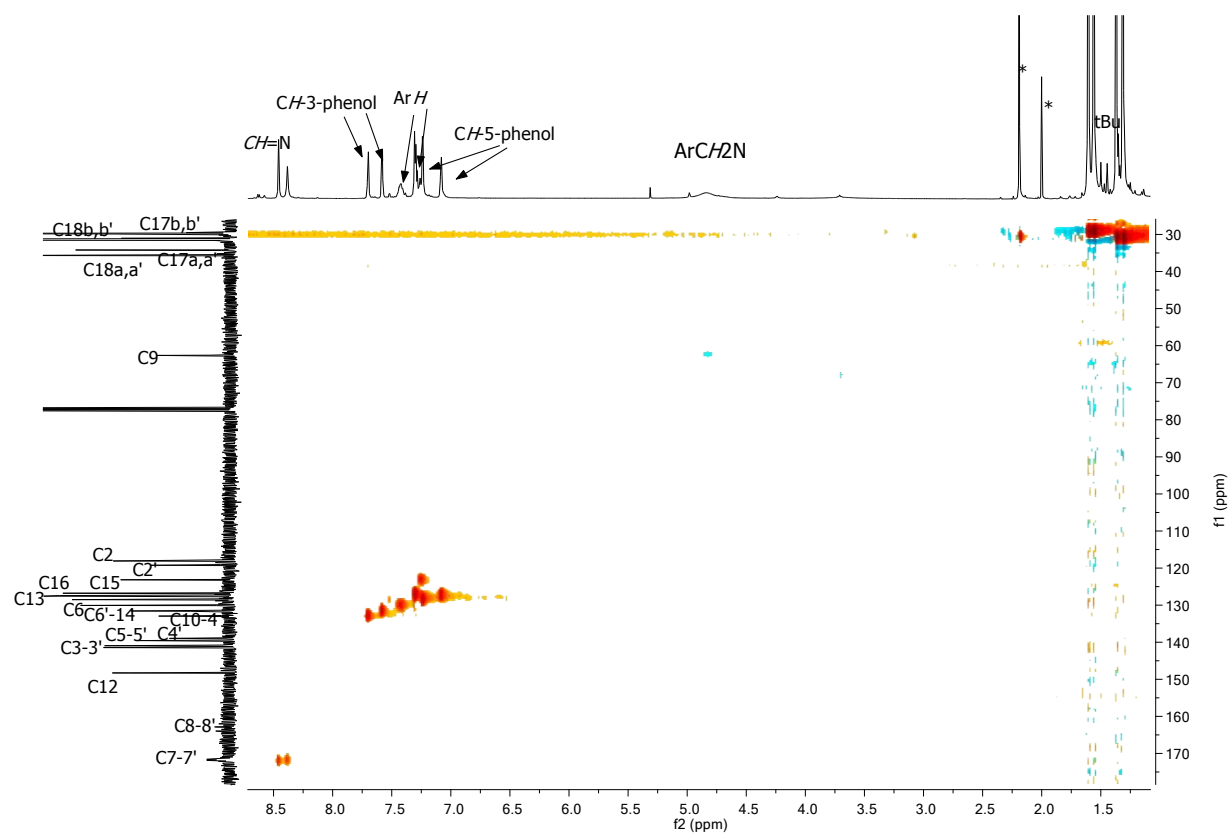 *
*
tBu
CH=N
CH-3-phenol
Ar H
CH-5-phenol
ArCH2N
C17b,b'
C18b,b'
C17a,a'
C18a,a'
C9
C2
C2'
C16
C15
C13
C6
C6'-14
C10-4
C5-5'
C4'
C3-3'
C12
C8-8'
C7-7'
30
40
50
60
70
80
90
100
110
120
130
140
150
160
170
f1 (ppm)
8.5 8.0 7.5 7.0 6.5 6.0 5.5 5.0 4.5 4.0 3.5 3.0 2.5 2.0 1.5
f2 (ppm)